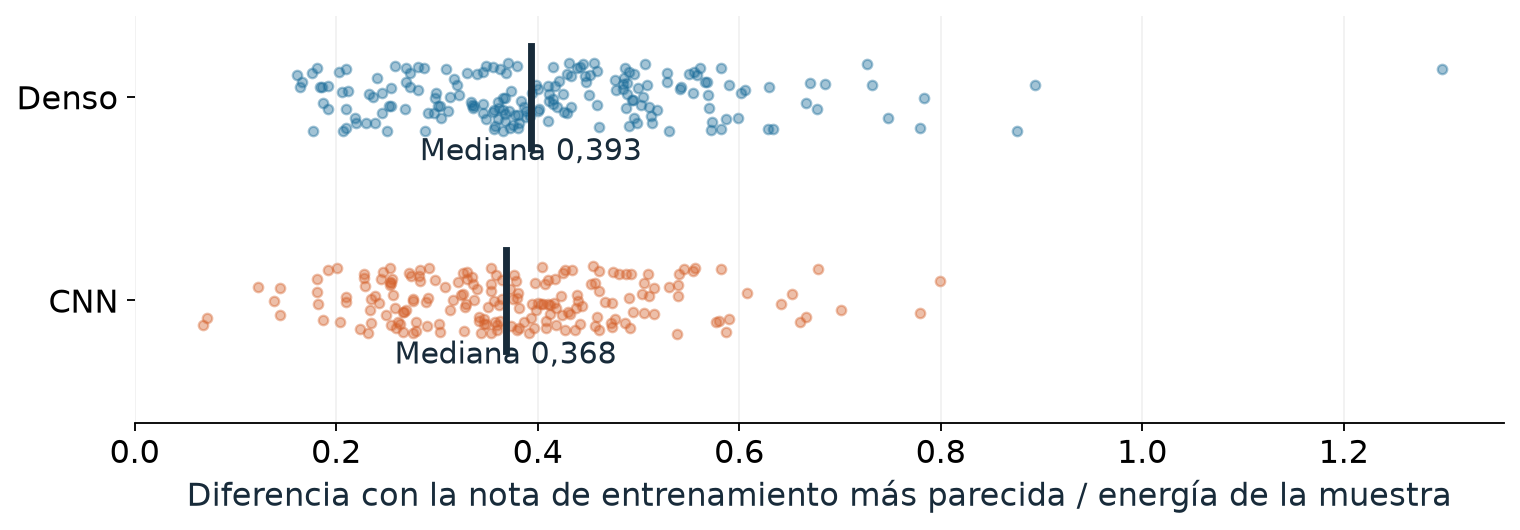 Denso
Mediana 0,393
CNN
Mediana 0,368
0.0 0.2 0.4 0.6 0.8 1.0 1.2
Diferencia con la nota de entrenamiento más parecida / energía de la muestra